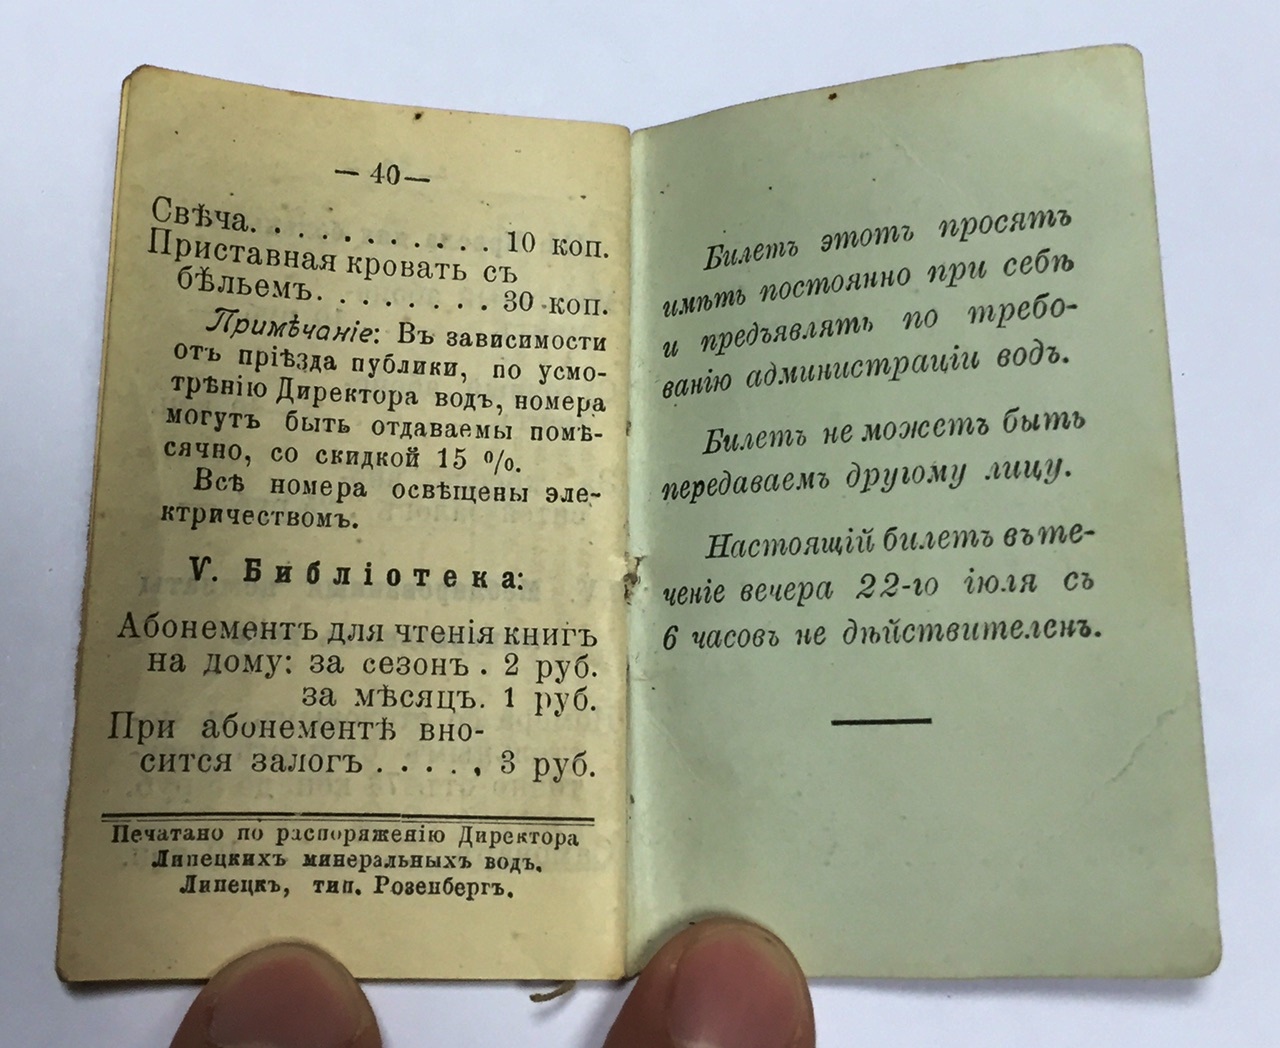 — 40—
Свѣча. . . . . . . . . . . 10 коп.
Приставная кровать съ
бѣльемъ. . . . . . . . 30 коп.
Примѣчаніе: Въ зависимости
отъ пріѣзда публики, по усмо-
трѣнію Директора водъ, номера
могутъ быть отдаваемы помѣ-
сячно, со скидкой 15 %.
Всѣ номера освѣщены эле-
ктричествомъ.
V. Библіотека:
Абонементъ для чтенія книгъ
на дому: за сезонъ . 2 руб.
за мѣсяцъ. 1 руб.
При абонементѣ вно-
сится залогъ . . . . , 3 руб.
Печатано по распоряженію Директора
Липецкихъ минеральныхъ водъ.
Липецкъ, тип. Розенбергъ.
Билетъ этотъ просятъ
имѣть постоянно при себѣ
и предъявлять по требо-
ванію администраціи водъ.
Билетъ не можетъ быть
передаваемъ другому лицу.
Настоящій билетъ въ те-
ченіе вечера 22-го іюля съ
6 часовъ не дѣйствителенъ.